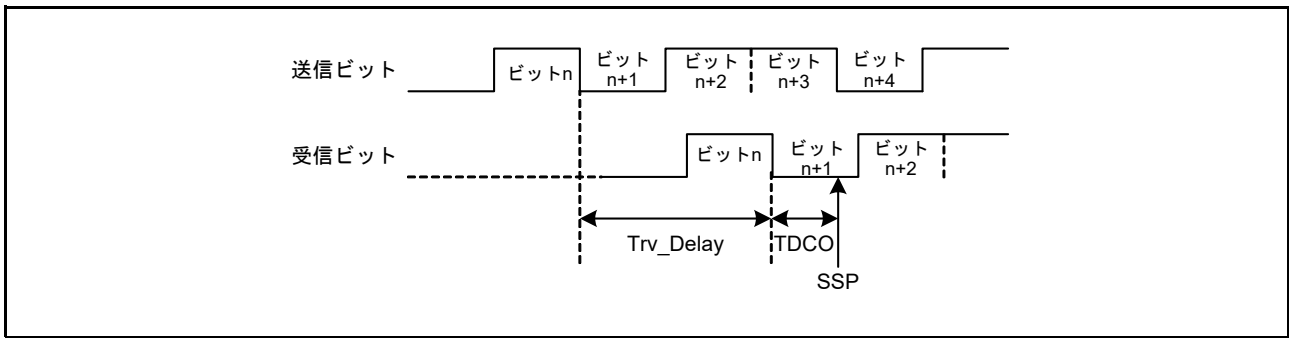 送信ビット
ビットn
ビット
n+1
ビット
n+2
ビット
n+3
ビット
n+4
受信ビット
ビットn
ビット
n+1
ビット
n+2
Trv_Delay
TDCO
SSP